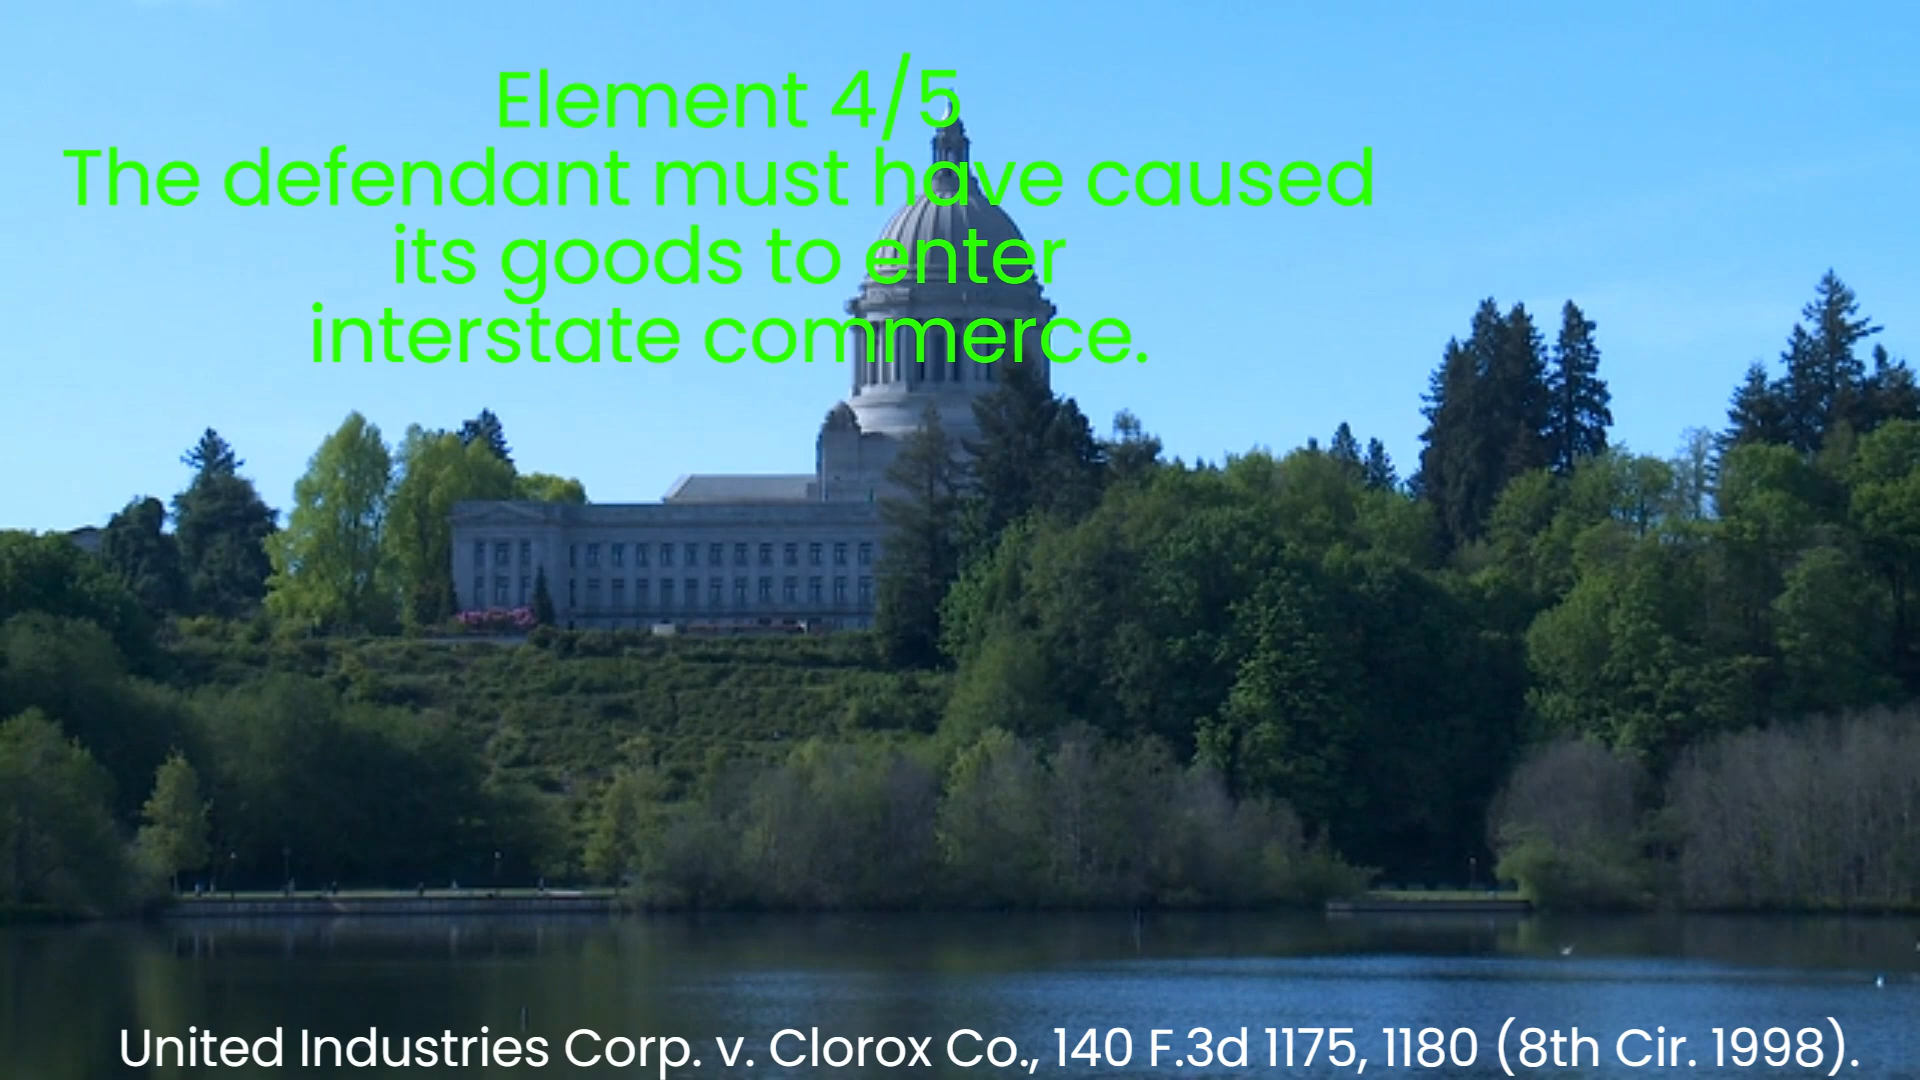 Element 4/5
The defendant must have caused
its goods to enter
interstate commerce.
United Industries Corp. v. Clorox Co., 140 F.3d 1175, 1180 (8th Cir. 1998).